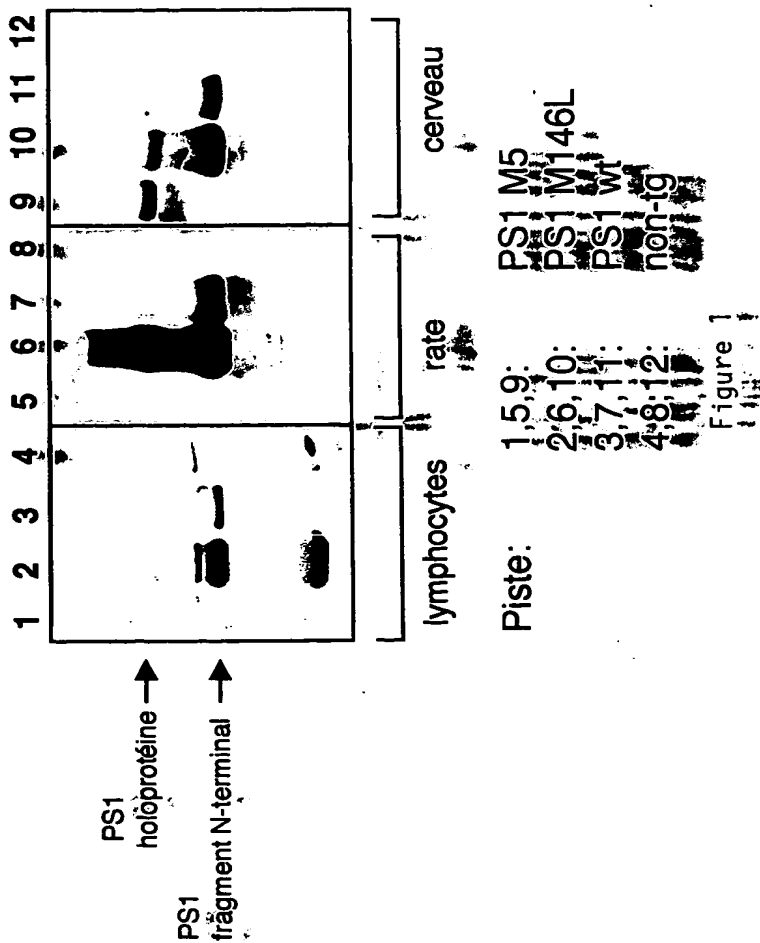 1 2 3 4 5 6 7 8 9 10 11 12
PS1
holoprotéine
PS1
fragment N-terminal
lymphocytes rate cerveau
Piste:
1,5,9: PS1 M5
2,6,10: PS1 M146L
3,7,11: PS1 wt
4,8,12: non-tg
Figure 1